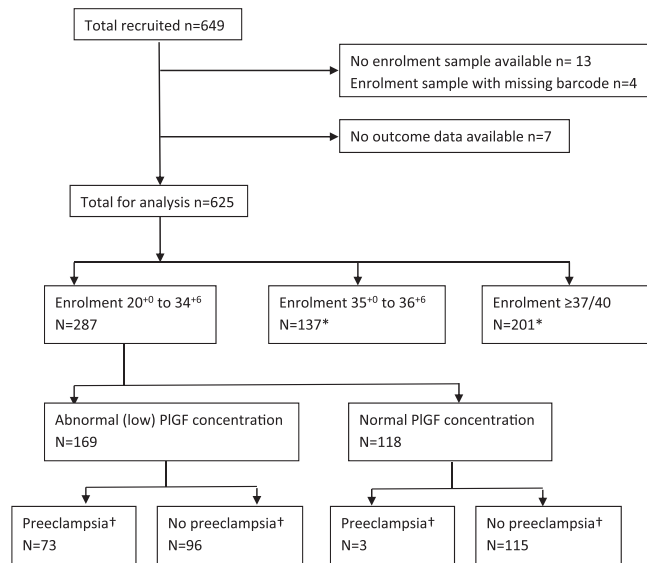 Total recruited n=649
No enrolment sample available n= 13
Enrolment sample with missing barcode n=4
No outcome data available n=7
Total for analysis n=625
Enrolment 20⁺⁰ to 34⁺⁶
N=287
Enrolment 35⁺⁰ to 36⁺⁶
N=137*
Enrolment ≥37/40
N=201*
Abnormal (low) PlGF concentration
N=169
Normal PlGF concentration
N=118
Preeclampsia†
N=73
No preeclampsia†
N=96
Preeclampsia†
N=3
No preeclampsia†
N=115